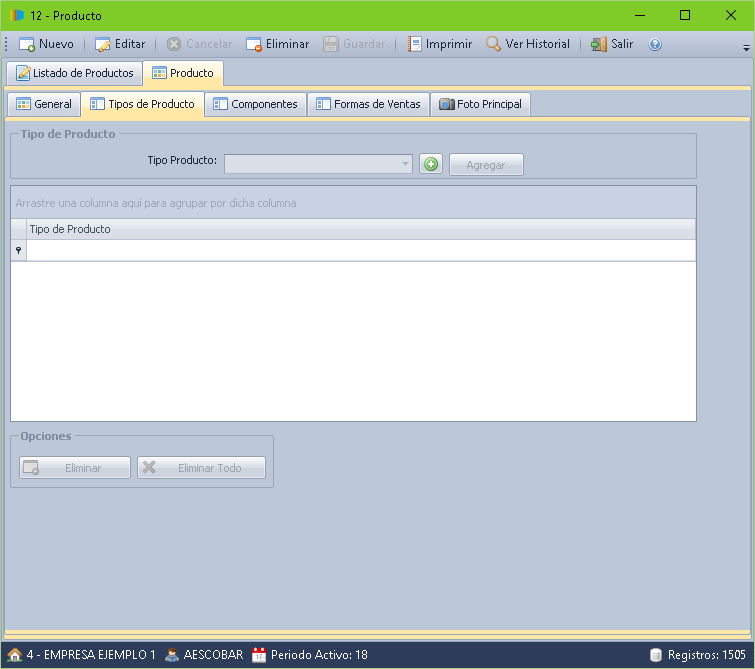 12 - Producto
Nuevo Editar Cancelar Eliminar Guardar Imprimir Ver Historial Salir
Listado de Productos Producto
General Tipos de Producto Componentes Formas de Ventas Foto Principal
Tipo de Producto
Tipo Producto: Agregar
Arrastre una columna aquí para agrupar por dicha columna
Tipo de Producto
Opciones
Eliminar Eliminar Todo
4 - EMPRESA EJEMPLO 1 AESCOBAR Periodo Activo: 18 Registros: 1505